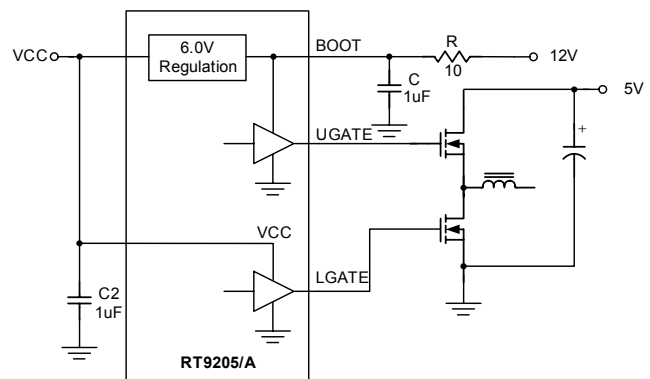 VCC
6.0V
Regulation
BOOT
R
10
12V
C
1uF
5V
+
UGATE
VCC
LGATE
C2
1uF
RT9205/A